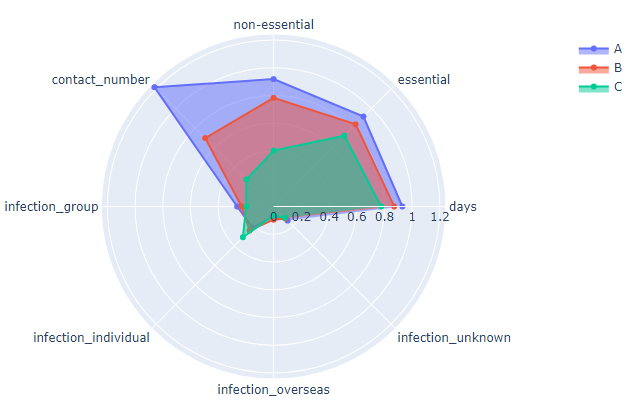 non-essential
A
B
C
contact_number
essential
infection_group
days
0 0.2 0.4 0.6 0.8 1 1.2
infection_individual
infection_unknown
infection_overseas